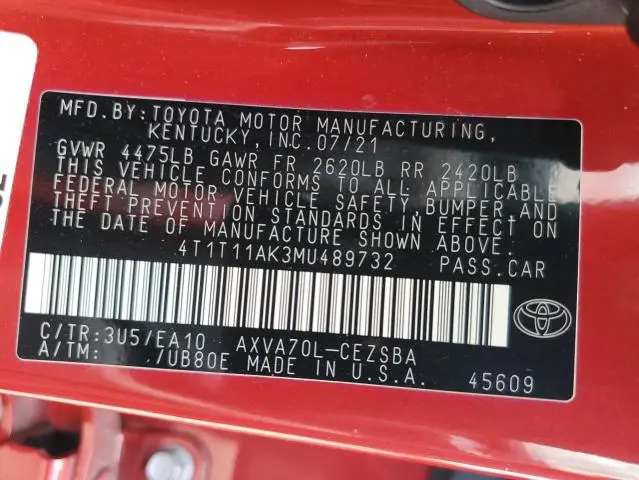 MFD.BY:TOYOTA MOTOR MANUFACTURING,
KENTUCKY,INC.07/21
GVWR 4475LB GAWR FR 2620LB RR 2420LB
THIS VEHICLE CONFORMS TO ALL APPLICABLE
FEDERAL MOTOR VEHICLE SAFETY,BUMPER,AND
THEFT PREVENTION STANDARDS IN EFFECT ON
THE DATE OF MANUFACTURE SHOWN ABOVE.
4T1T11AK3MU489732 PASS.CAR
C/TR:3U5/EA10 AXVA70L-CEZSBA
A/TM: /UB80E MADE IN U.S.A. 45609